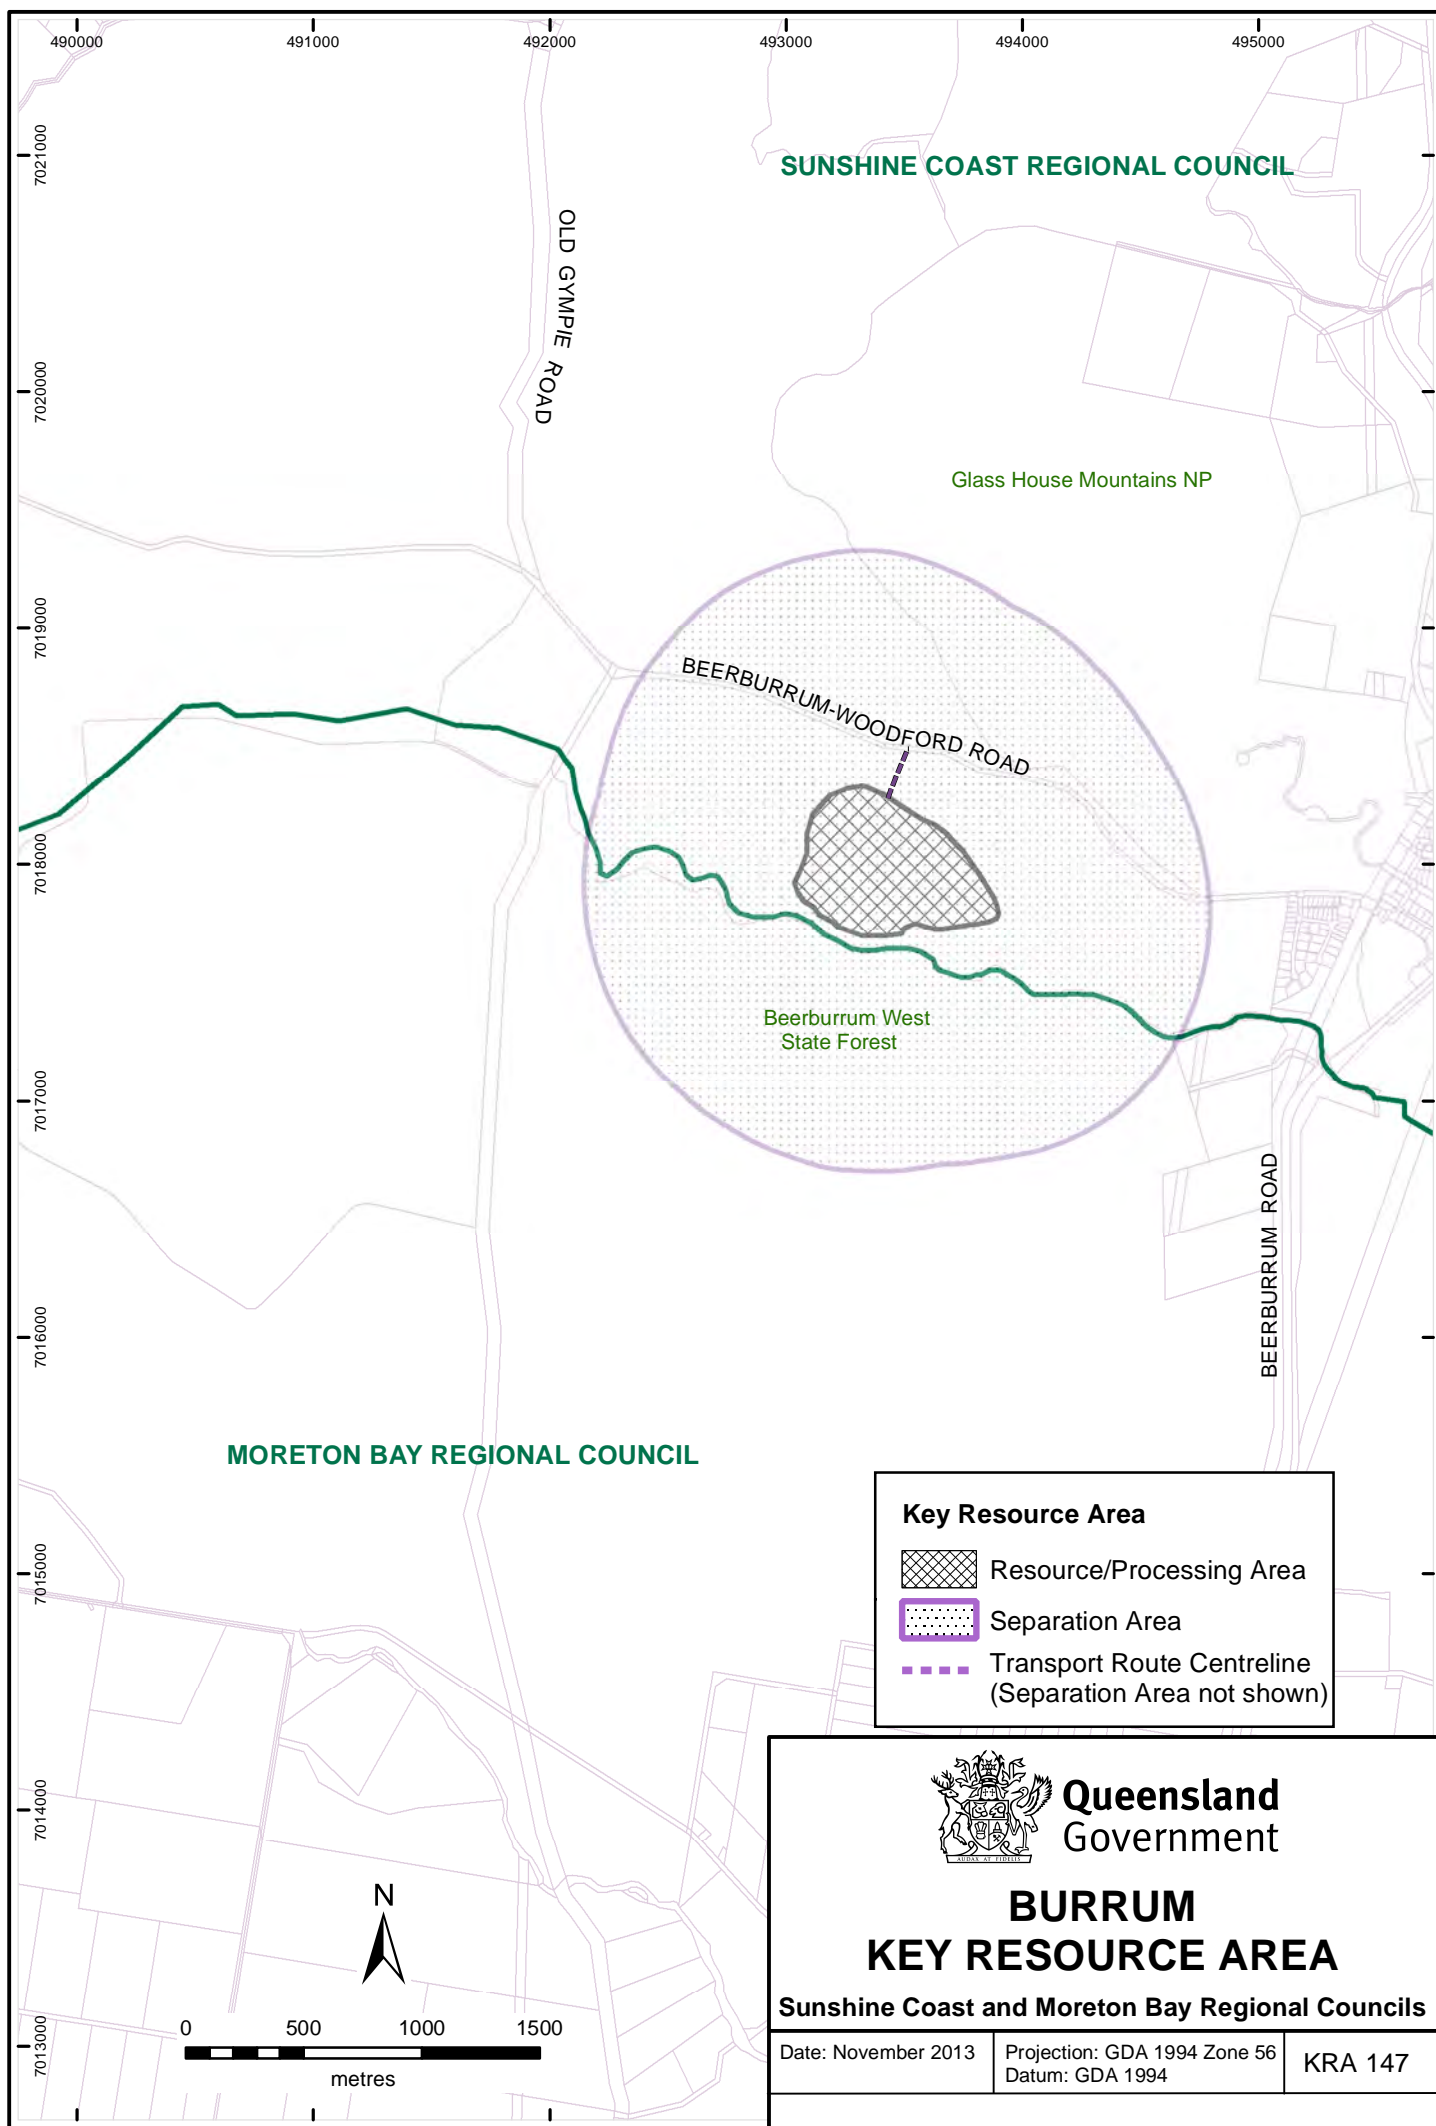 490000 491000 492000 493000 494000 495000
7021000
7020000
7019000
7018000
7017000
7016000
7015000
7014000
7013000
SUNSHINE COAST REGIONAL COUNCIL
OLD GYMPIE ROAD
Glass House Mountains NP
BEERBURRUM-WOODFORD ROAD
Beerburrum West
State Forest
BEERBURRUM ROAD
MORETON BAY REGIONAL COUNCIL
Key Resource Area
Resource/Processing Area
Separation Area
Transport Route Centreline
(Separation Area not shown)
AUDAX AT FIDELIS
Queensland
Government
BURRUM
KEY RESOURCE AREA
Sunshine Coast and Moreton Bay Regional Councils
Date: November 2013
Projection: GDA 1994 Zone 56
Datum: GDA 1994
KRA 147
N
0 500 1000 1500
metres